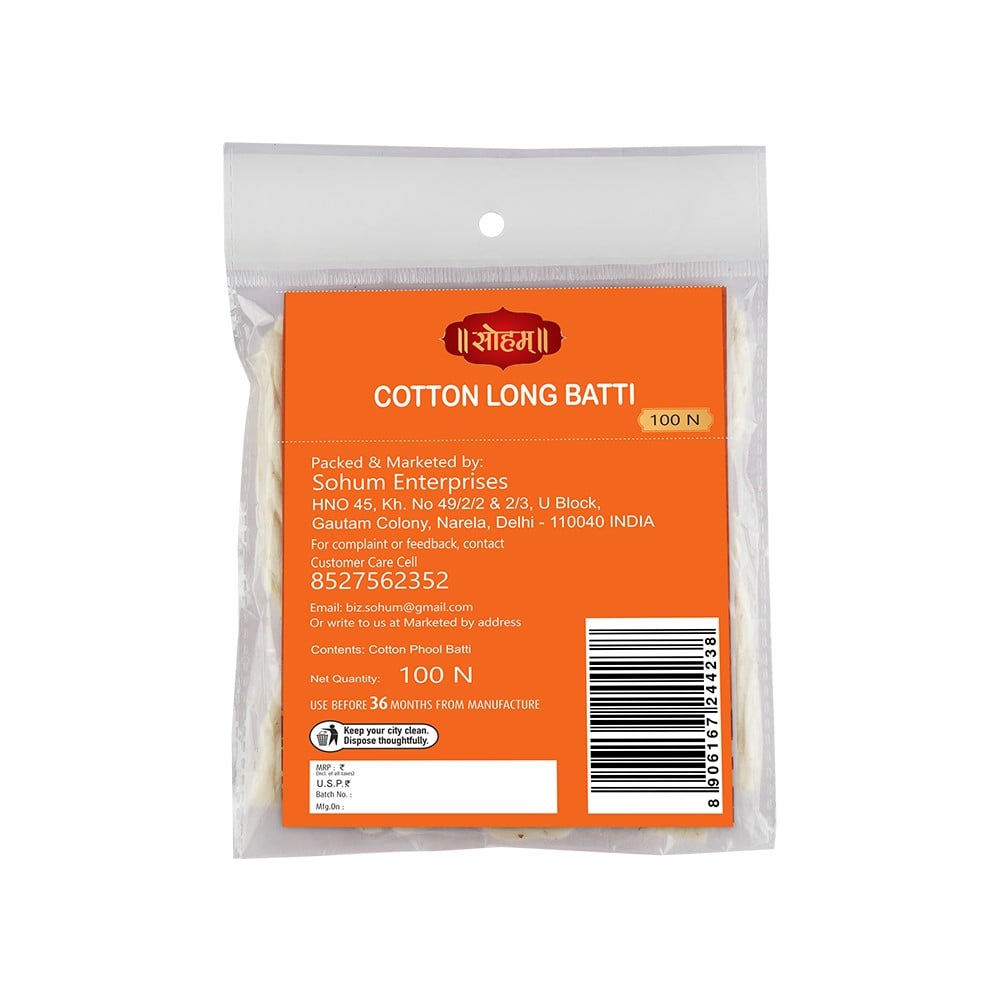 ॥सोहम्॥
COTTON LONG BATTI
100 N
Packed & Marketed by:
Sohum Enterprises
HNO 45, Kh. No 49/2/2 & 2/3, U Block,
Gautam Colony, Narela, Delhi - 110040 INDIA
For complaint or feedback, contact
Customer Care Cell
8527562352
Email: biz.sohum@gmail.com
Or write to us at Marketed by address
Contents: Cotton Phool Batti
Net Quantity: 100 N
USE BEFORE 36 MONTHS FROM MANUFACTURE
Keep your city clean.
Dispose thoughtfully.
MRP : ₹
(Incl. of all taxes)
U.S.P.₹
Batch No. :
Mfg.On :
8 906167 244238